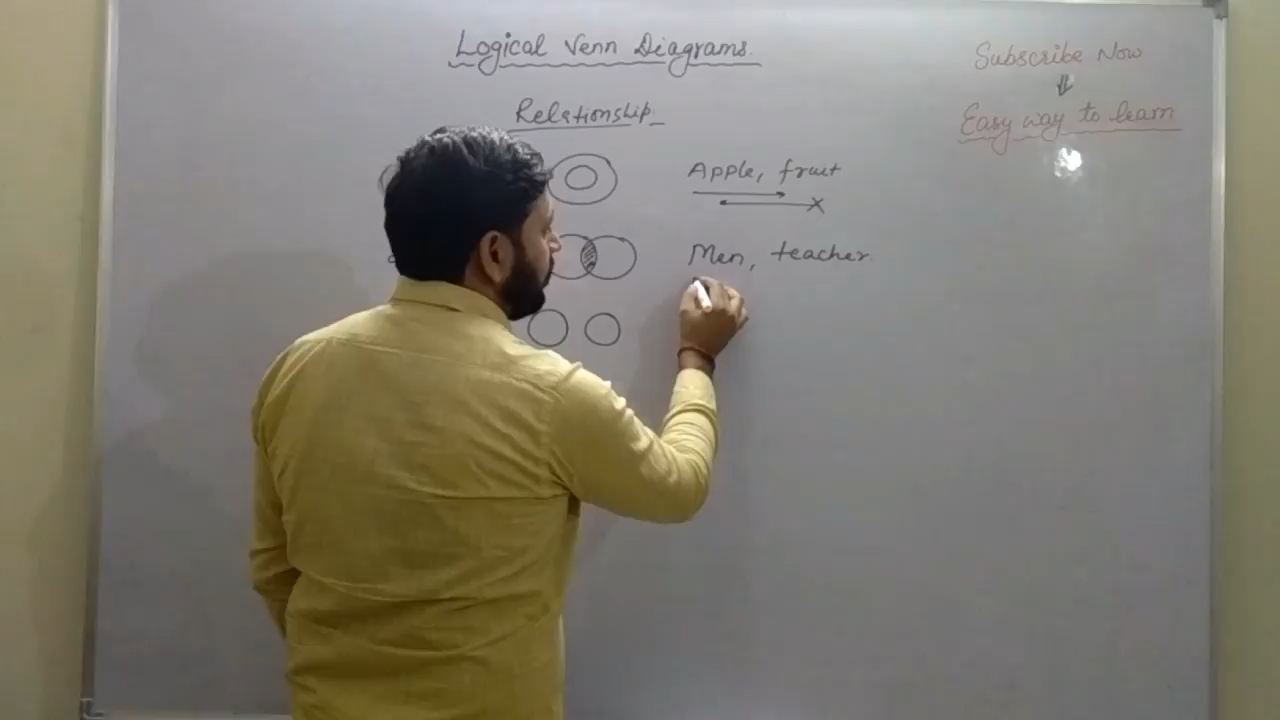 Logical Venn Diagrams.
Subscribe Now
Relationship
Easy way to learn
Apple, fruit
Men, teacher.